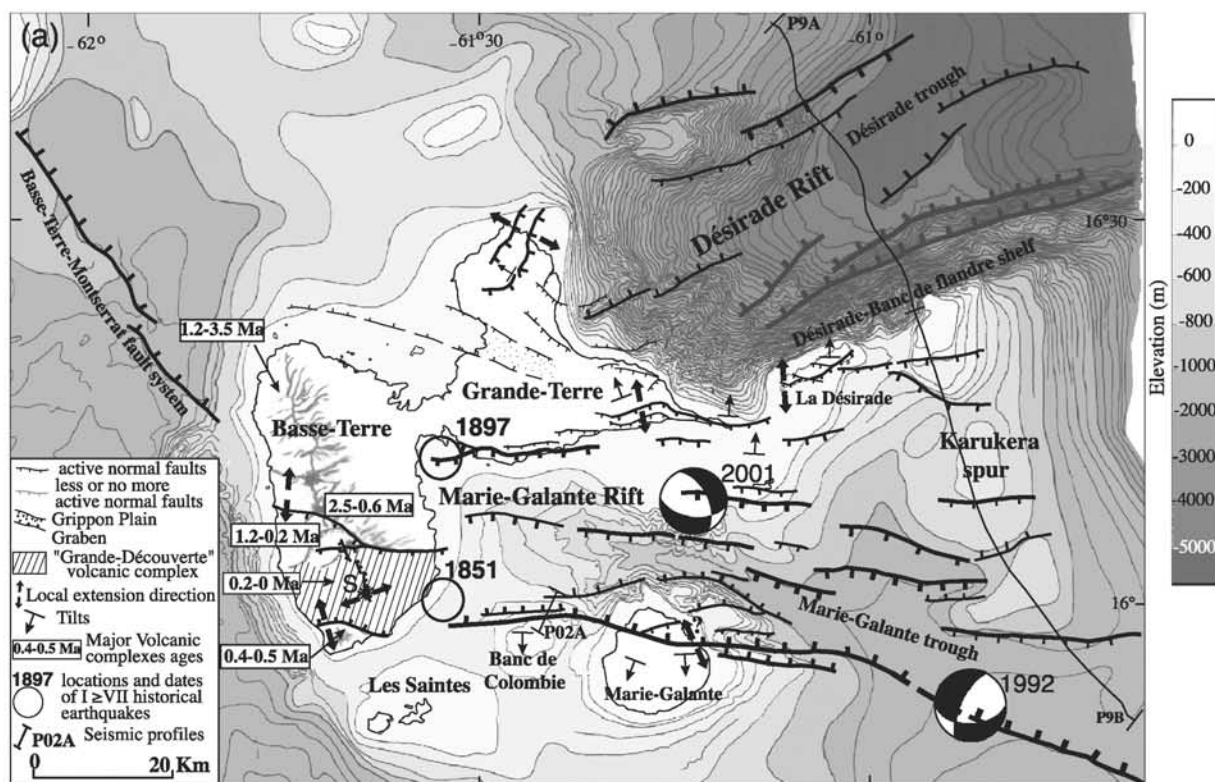 (a)
- 62
- 61 30
- 61
P9A
Désirade trough
Basse-Terre-Montserrat fault system
Désirade Rift
16°30
Désirade-Banc de flandre shelf
1.2-3.5 Ma
Grande-Terre
La Désirade
Basse-Terre
1897
Karukera
spur
2001
Marie-Galante Rift
2.5-0.6 Ma
1.2-0.2 Ma
S
0.2-0 Ma
1851
16°
Marie-Galante trough
P02A
?
0.4-0.5 Ma
Banc de
Colombie
Marie-Galante
Les Saintes
1992
P9B
active normal faults
less or no more
active normal faults
Grippon Plain
Graben
"Grande-Découverte"
volcanic complex
Local extension direction
Tilts
0.4-0.5 Ma Major Volcanic
complexes ages
1897 locations and dates
of I ≥VII historical
earthquakes
P02A Seismic profiles
0 20 Km
Elevation (m)
0
-200
-400
-600
-800
-1000
-2000
-3000
-4000
-5000